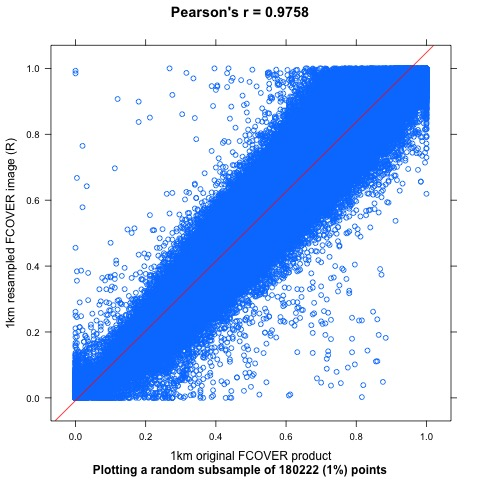 Pearson's r = 0.9758
1.0
0.8
0.6
0.4
0.2
0.0
1km resampled FCOVER image (R)
0.0 0.2 0.4 0.6 0.8 1.0
1km original FCOVER product
Plotting a random subsample of 180222 (1%) points